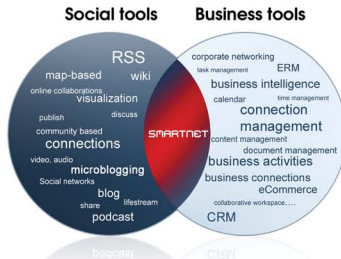 Social tools
Business tools
RSS
map-based
wiki
online collaborations
visualization
publish
discuss
community based
connections
video, audio
microblogging
Social networks
blog
lifestream
share
podcast
SMARTNET
corporate networking
task management
ERM
business intelligence
calendar
time management
connection
management
content management
document management
business activities
business connections
eCommerce
collaborative workspace.....
CRM